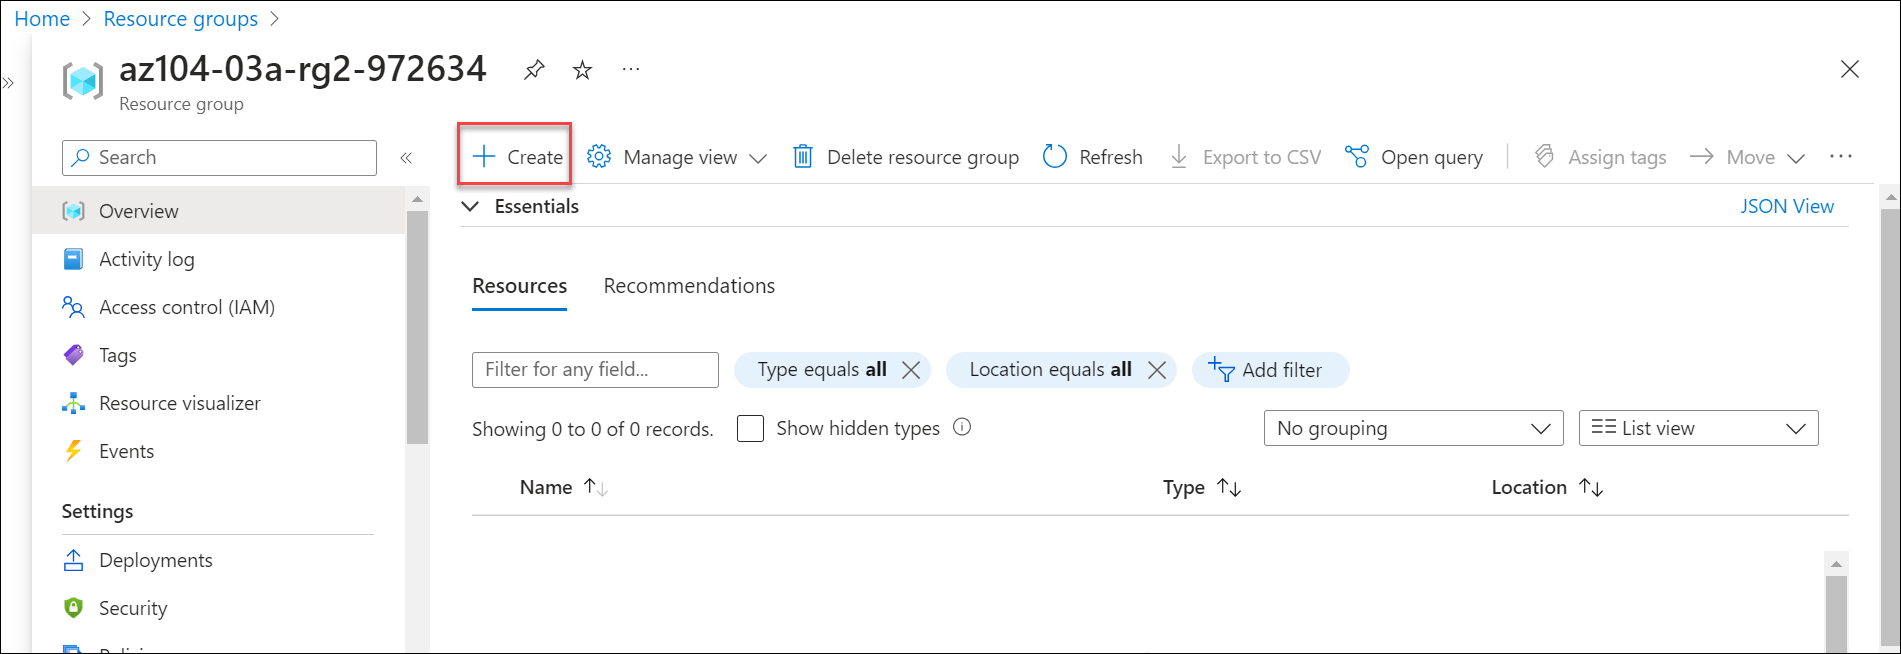 Home > Resource groups >
az104-03a-rg2-972634 ...
Resource group
Search
Overview
Activity log
Access control (IAM)
Tags
Resource visualizer
Events
Settings
Deployments
Security
+ Create Manage view Delete resource group Refresh Export to CSV Open query Assign tags Move ...
Essentials JSON View
Resources Recommendations
Filter for any field... Type equals all Location equals all Add filter
Showing 0 to 0 of 0 records. Show hidden types No grouping List view
Name Type Location